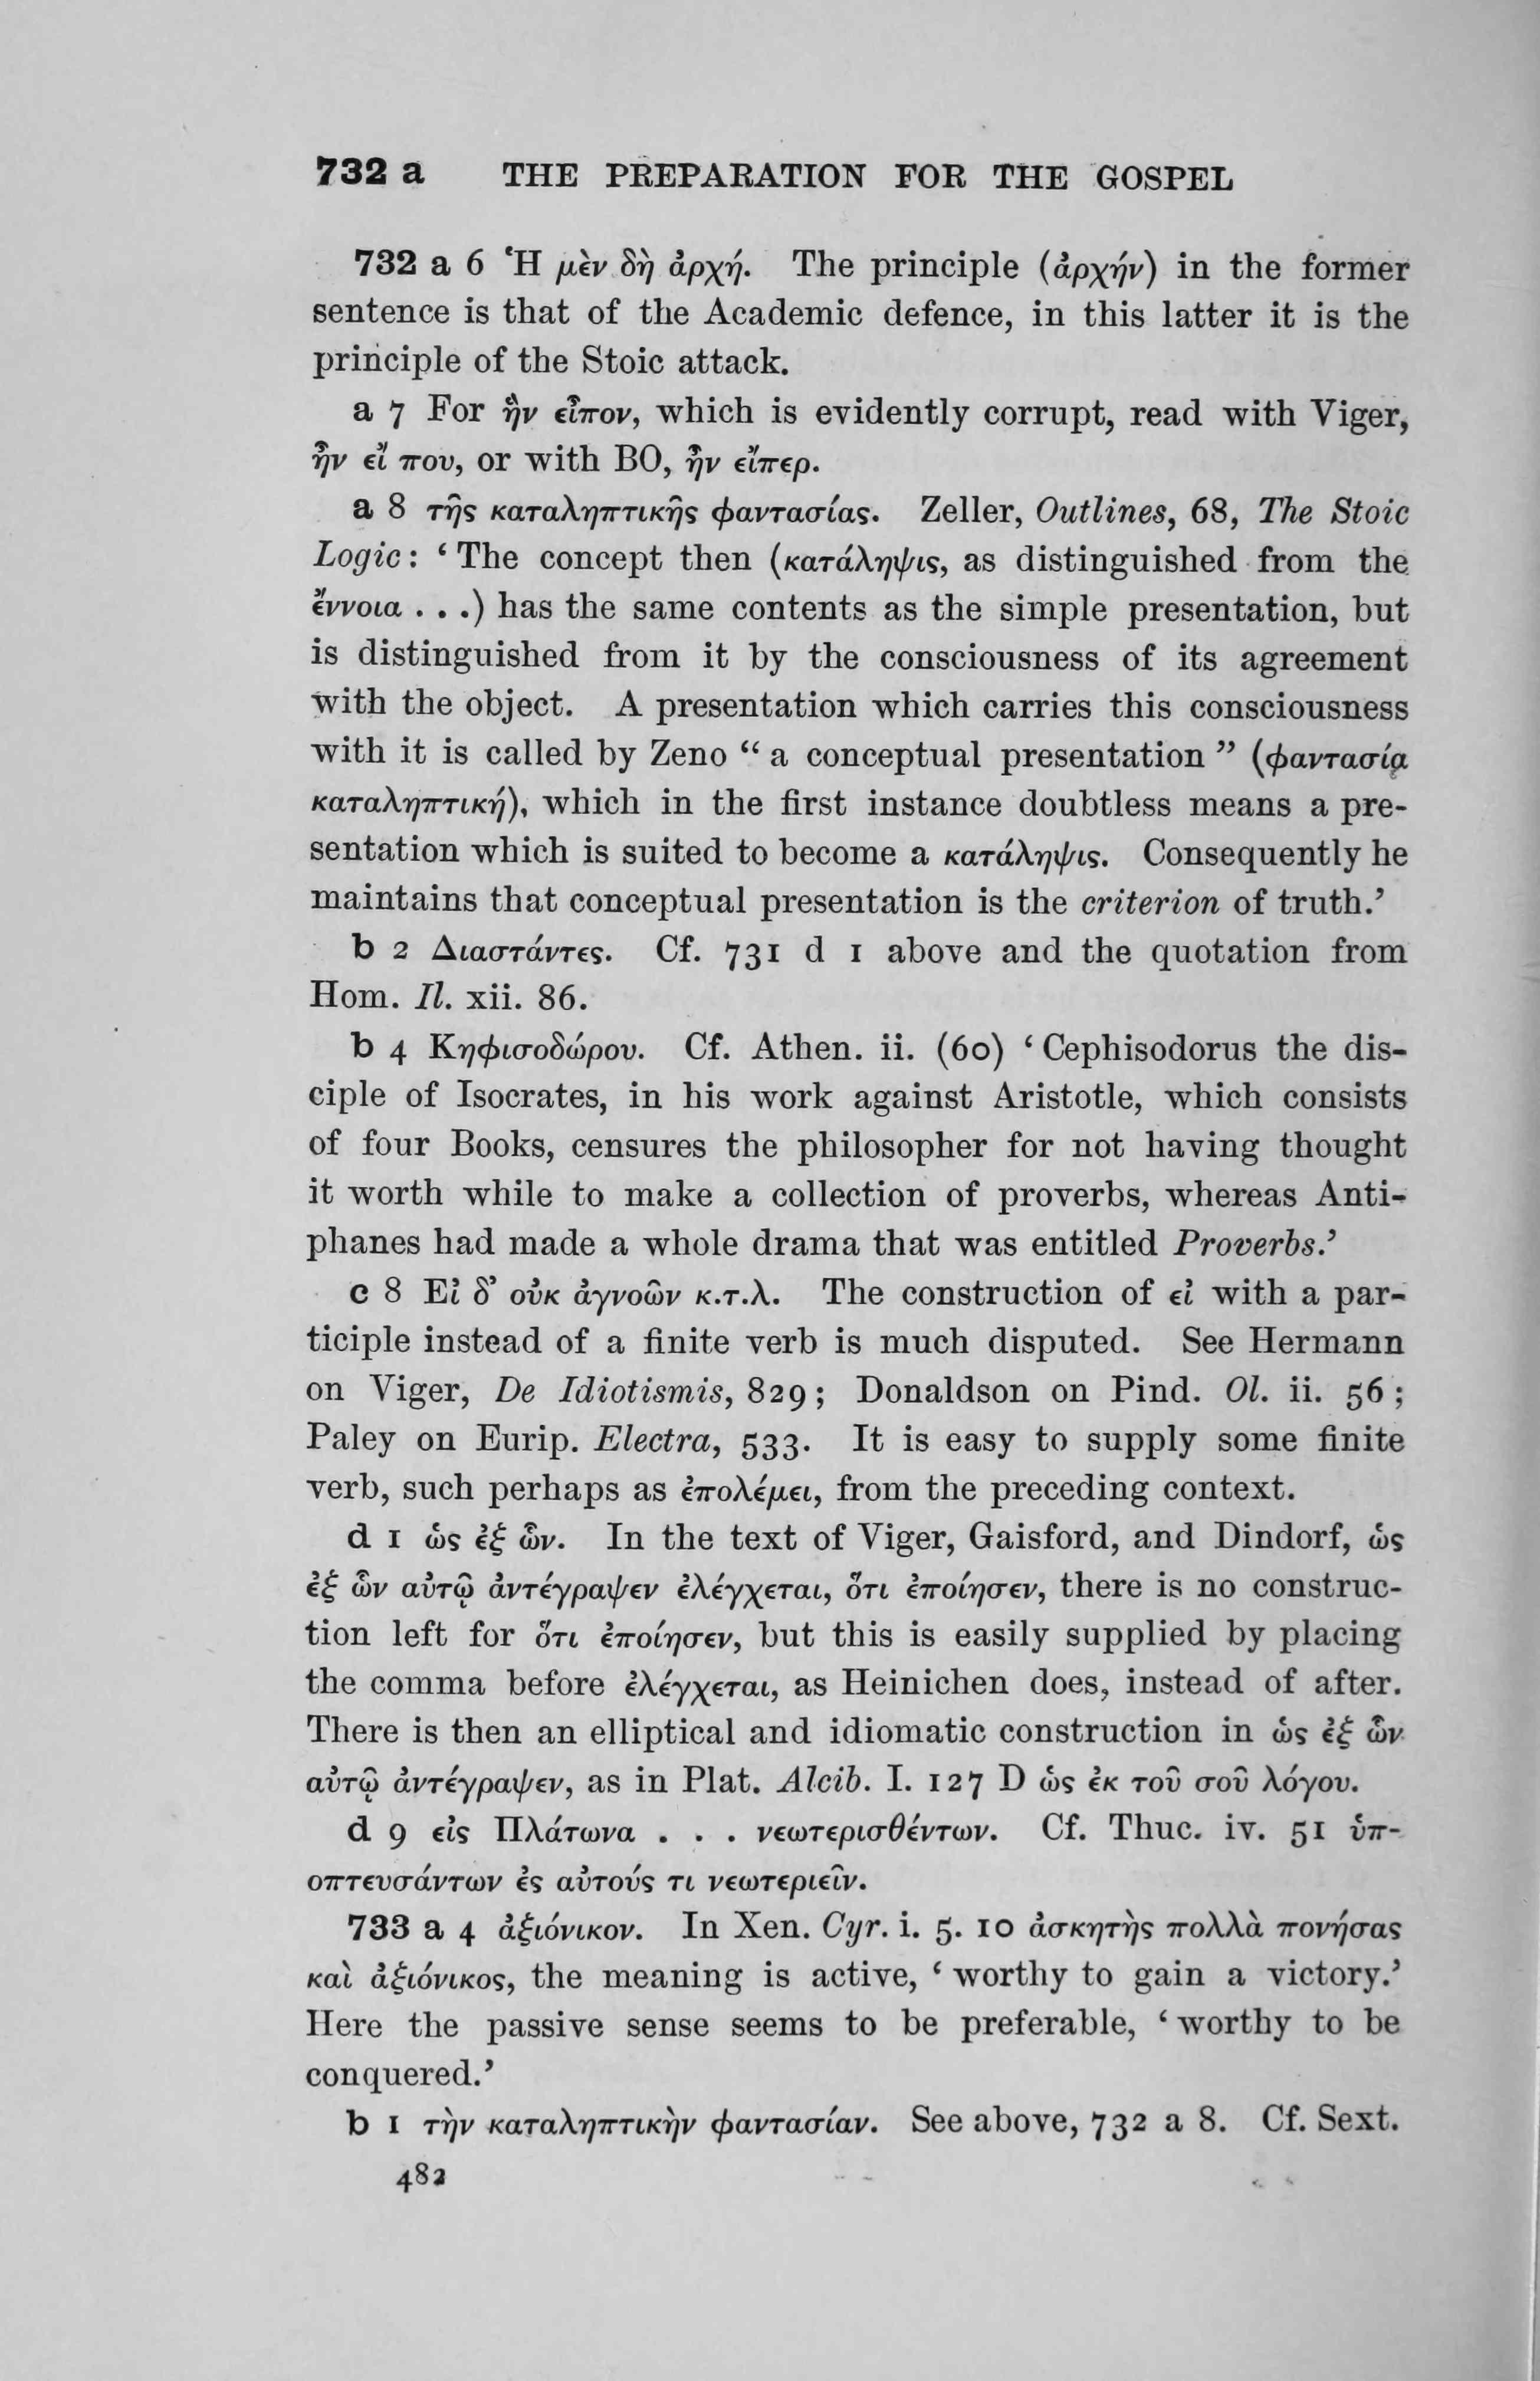 732 a THE PREPARATION FOR THE GOSPEL
732 a 6 Ἡ μὲν δὴ ἀρχή. The principle (ἀρχήν) in the former
sentence is that of the Academic defence, in this latter it is the
principle of the Stoic attack.
a 7 For ἣν εἶπον, which is evidently corrupt, read with Viger,
ἦν εἴ που, or with BO, ἦν εἴπερ.
a 8 τῆς καταληπτικῆς φαντασίας. Zeller, Outlines, 68, The Stoic
Logic: ‘The concept then (κατάληψις, as distinguished from the
ἔννοια . . .) has the same contents as the simple presentation, but
is distinguished from it by the consciousness of its agreement
with the object. A presentation which carries this consciousness
with it is called by Zeno “a conceptual presentation” (φαντασίᾳ
καταληπτική), which in the first instance doubtless means a pre-
sentation which is suited to become a κατάληψις. Consequently he
maintains that conceptual presentation is the criterion of truth.’
b 2 Διαστάντες. Cf. 731 d 1 above and the quotation from
Hom. Il. xii. 86.
b 4 Κηφισοδώρου. Cf. Athen. ii. (60) ‘Cephisodorus the dis-
ciple of Isocrates, in his work against Aristotle, which consists
of four Books, censures the philosopher for not having thought
it worth while to make a collection of proverbs, whereas Anti-
phanes had made a whole drama that was entitled Proverbs.’
c 8 Εἰ δ’ οὐκ ἀγνοῶν κ.τ.λ. The construction of εἰ with a par-
ticiple instead of a finite verb is much disputed. See Hermann
on Viger, De Idiotismis, 829; Donaldson on Pind. Ol. ii. 56;
Paley on Eurip. Electra, 533. It is easy to supply some finite
verb, such perhaps as ἐπολέμει, from the preceding context.
d 1 ὡς ἐξ ὧν. In the text of Viger, Gaisford, and Dindorf, ὡς
ἐξ ὧν αὐτῷ ἀντέγραψεν ἐλέγχεται, ὅτι ἐποίησεν, there is no construc-
tion left for ὅτι ἐποίησεν, but this is easily supplied by placing
the comma before ἐλέγχεται, as Heinichen does, instead of after.
There is then an elliptical and idiomatic construction in ὡς ἐξ ὧν
αὐτῷ ἀντέγραψεν, as in Plat. Alcib. I. 127 D ὡς ἐκ τοῦ σοῦ λόγου.
d 9 εἰς Πλάτωνα . . . νεωτερισθέντων. Cf. Thuc. iv. 51 ὑπ-
οπτευσάντων ἐς αὐτούς τι νεωτεριεῖν.
733 a 4 ἀξιόνικον. In Xen. Cyr. i. 5. 10 ἀσκητὴς πολλὰ πονήσας
καὶ ἀξιόνικος, the meaning is active, ‘worthy to gain a victory.’
Here the passive sense seems to be preferable, ‘worthy to be
conquered.’
b 1 τὴν καταληπτικὴν φαντασίαν. See above, 732 a 8. Cf. Sext.
482